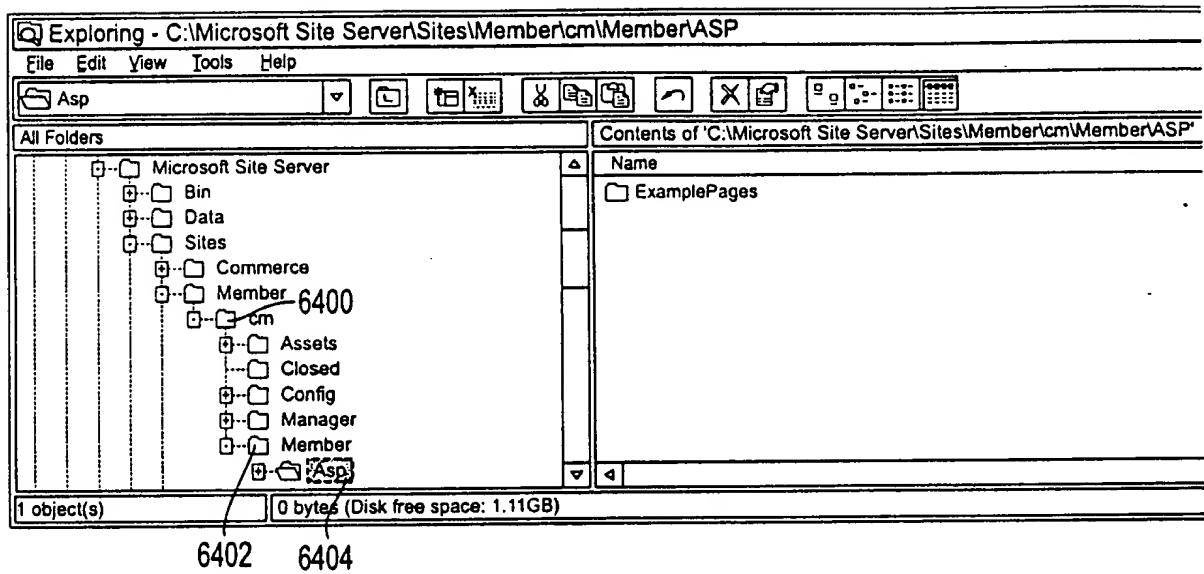 Exploring - C:\Microsoft Site Server\Sites\Member\cm\Member\ASP
File Edit View Tools Help
Asp
All Folders
Contents of 'C:\Microsoft Site Server\Sites\Member\cm\Member\ASP'
Microsoft Site Server
Name
Bin
ExamplePages
Data
Sites
Commerce
Member
6400
cm
Assets
Closed
Config
Manager
Member
Asp
1 object(s)
0 bytes (Disk free space: 1.11GB)
6402 6404